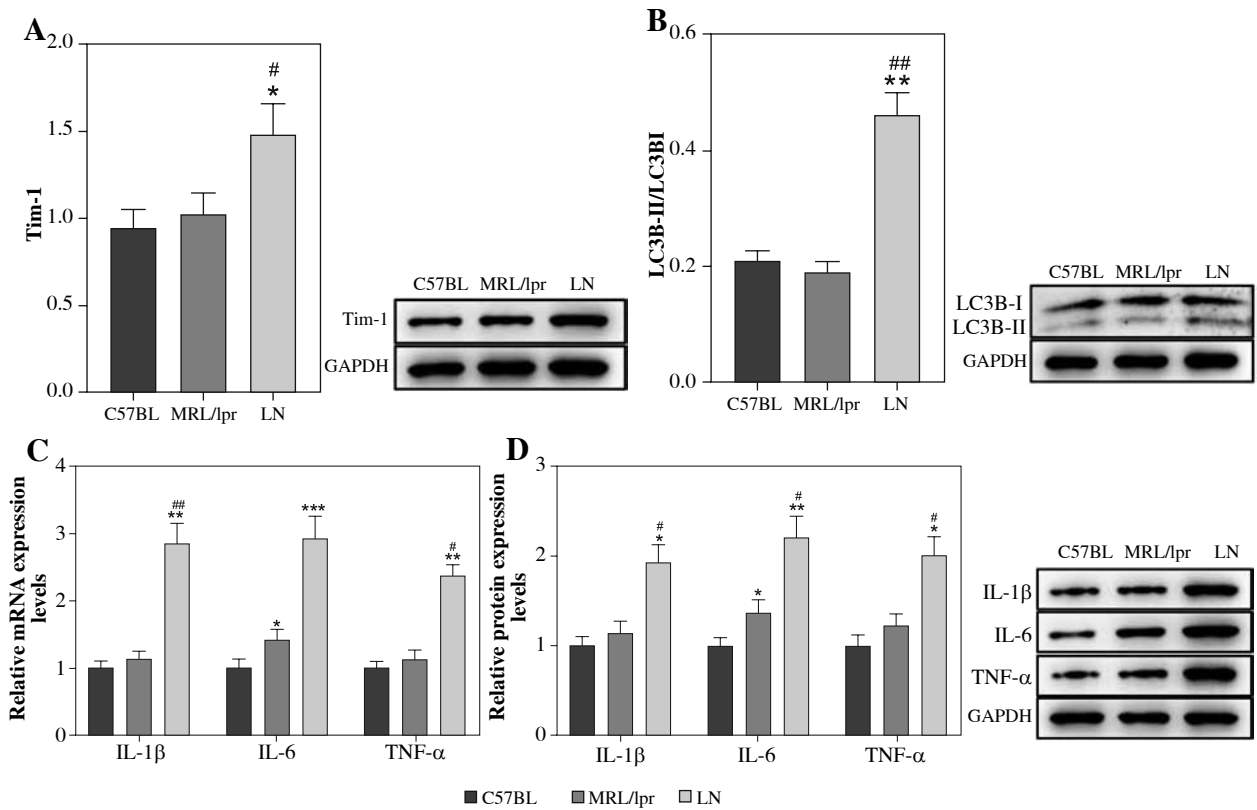 A
2.0
1.5
1.0
0.5
0.0
Tim-1
#
*
C57BL MRL/lpr LN
C57BL MRL/lpr LN
Tim-1
GAPDH
B
0.6
0.4
0.2
0.0
LC3B-II/LC3BI
##
**
C57BL MRL/lpr LN
C57BL MRL/lpr LN
LC3B-I
LC3B-II
GAPDH
C
4
3
2
1
0
Relative mRNA expression
levels
##
**
*
***
#
**
IL-1β IL-6 TNF-α
D
3
2
1
0
Relative protein expression
levels
#
*
*
#
**
#
*
IL-1β IL-6 TNF-α
C57BL MRL/lpr LN
IL-1β
IL-6
TNF-α
GAPDH
C57BL MRL/lpr LN